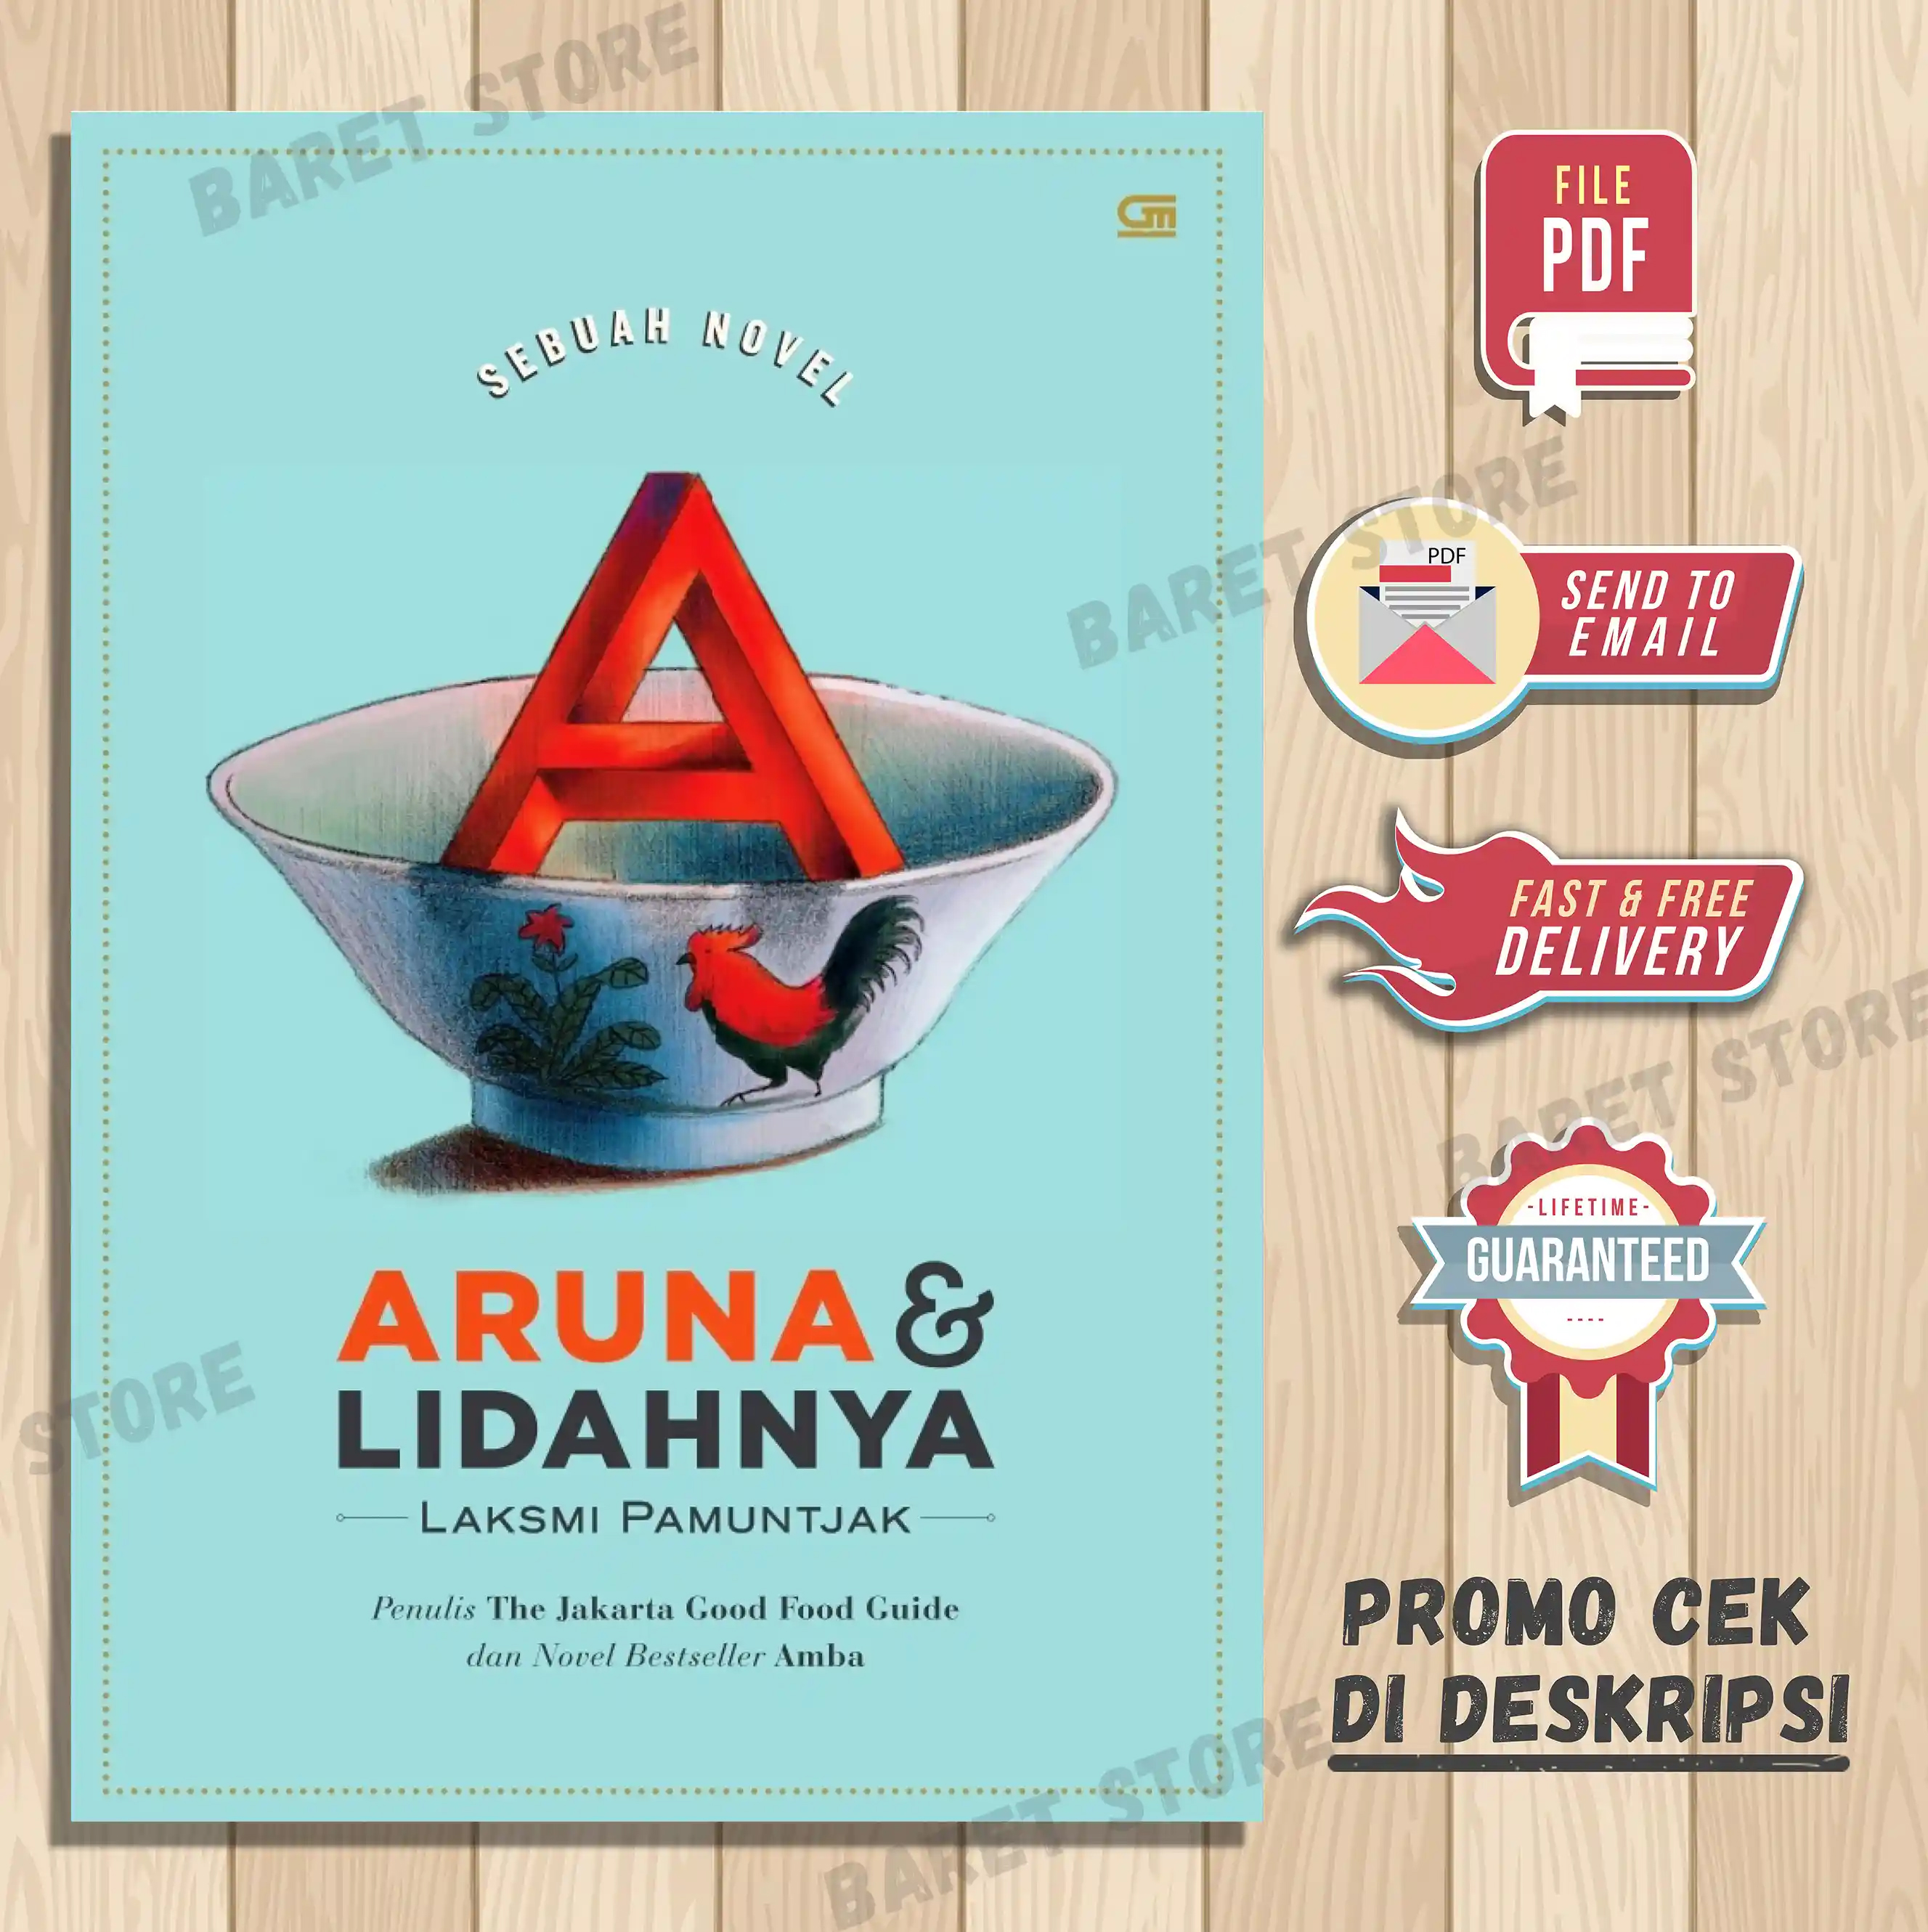 BARET STORE
Gm
SEBUAH NOVEL
ARUNA &
LIDAHNYA
LAKSMI PAMUNTJAK
Penulis The Jakarta Good Food Guide
dan Novel Bestseller Amba
FILE
PDF
PDF
SEND TO
EMAIL
BARET STORE
FAST & FREE
DELIVERY
BARET STORE
-LIFETIME-
GUARANTEED
----
STORE
PROMO CEK
DI DESKRIPSI
BARET STORE